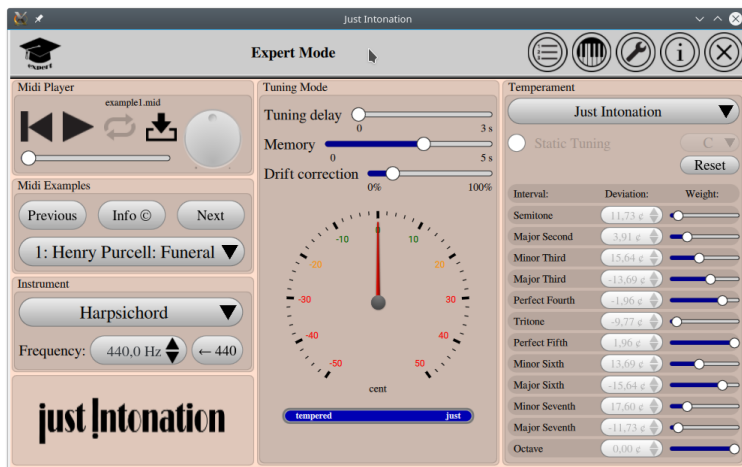 Just Intonation
expert
Expert Mode
Midi Player
example1.mid
Midi Examples
Previous Info © Next
1: Henry Purcell: Funeral
Instrument
Harpsichord
Frequency: 440,0 Hz ← 440
just Intonation
Tuning Mode
Tuning delay
0 3 s
Memory
0 5 s
Drift correction
0% 100%
0
-10 10
-20 20
-30 30
-40 40
-50 50
cent
tempered just
Temperament
Just Intonation
Static Tuning C
Reset
Interval: Deviation: Weight:
Semitone 11,73 ¢
Major Second 3,91 ¢
Minor Third 15,64 ¢
Major Third -13,69 ¢
Perfect Fourth -1,96 ¢
Tritone -9,77 ¢
Perfect Fifth 1,96 ¢
Minor Sixth 13,69 ¢
Major Sixth -15,64 ¢
Minor Seventh 17,60 ¢
Major Seventh -11,73 ¢
Octave 0,00 ¢